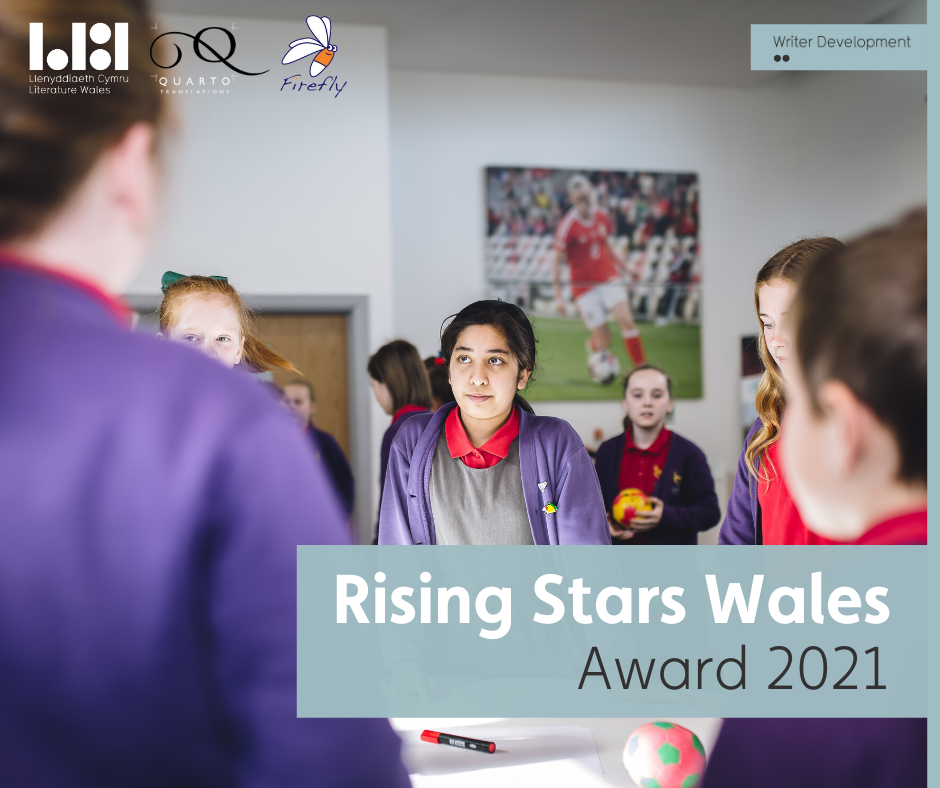 Llenyddiaeth Cymru
Literature Wales
QUARTO
TRANSLATIONS
Firefly
Writer Development
Rising Stars Wales
Award 2021